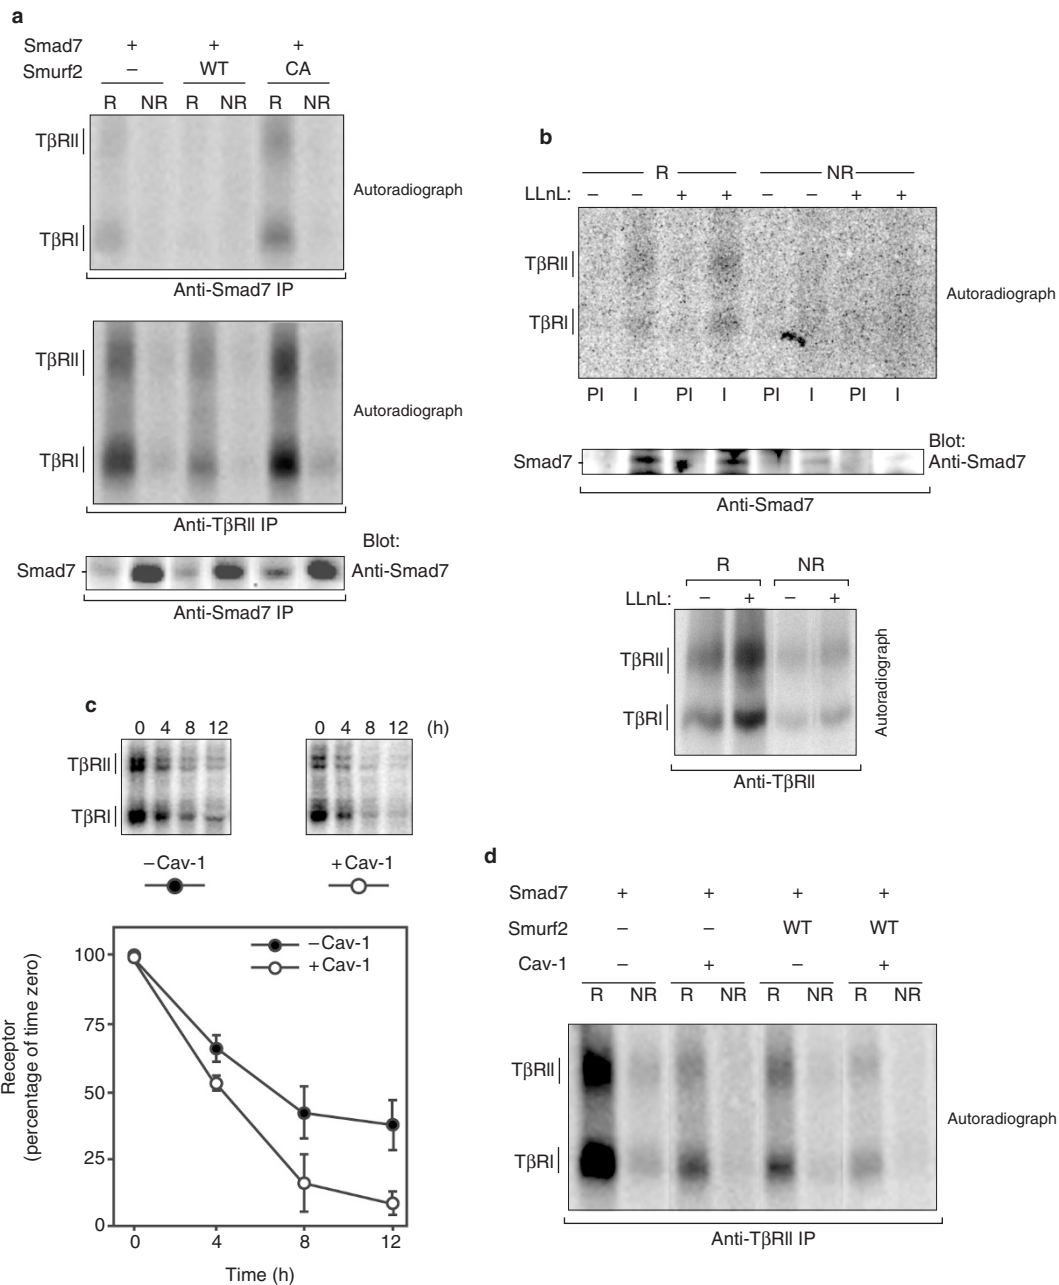 a
Smad7 + + +
Smurf2 – WT CA
R NR R NR R NR
TβRII
TβRI
Autoradiograph
Anti-Smad7 IP
TβRII
TβRI
Autoradiograph
Anti-TβRII IP
Blot:
Smad7 Anti-Smad7
Anti-Smad7 IP
b
R NR
LLnL: – – + + – – + +
TβRII
TβRI
Autoradiograph
PI I PI I PI I PI I
Blot:
Smad7 Anti-Smad7
Anti-Smad7
R NR
LLnL: – + – +
TβRII
TβRI
Autoradiograph
Anti-TβRII
c
0 4 8 12 0 4 8 12 (h)
TβRII
TβRI
–Cav-1 +Cav-1
–Cav-1
+Cav-1
Receptor
(percentage of time zero)
100
75
50
25
0
0 4 8 12
Time (h)
d
Smad7 + + + +
Smurf2 – – WT WT
Cav-1 – + – +
R NR R NR R NR R NR
TβRII
TβRI
Autoradiograph
Anti-TβRII IP